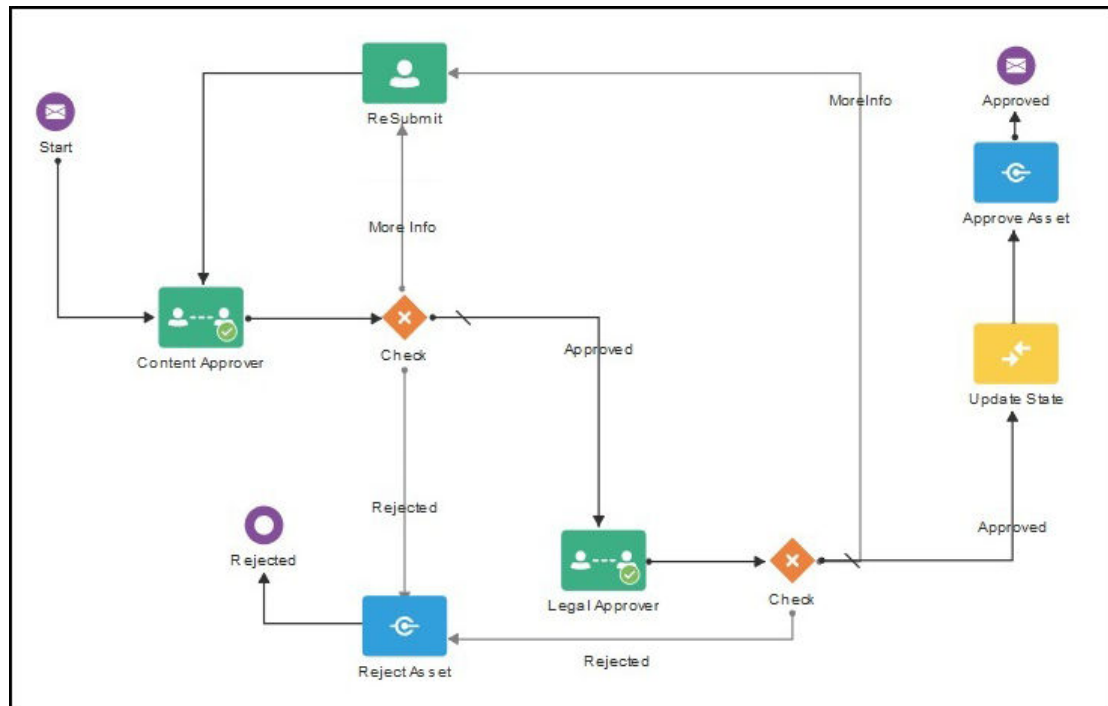 MoreInfo
Approved
ReSubmit
Start
Approve Asset
More Info
Approved
Content Approver
Check
Update State
Rejected
Approved
Rejected
Legal Approver
Check
Rejected
Reject Asset